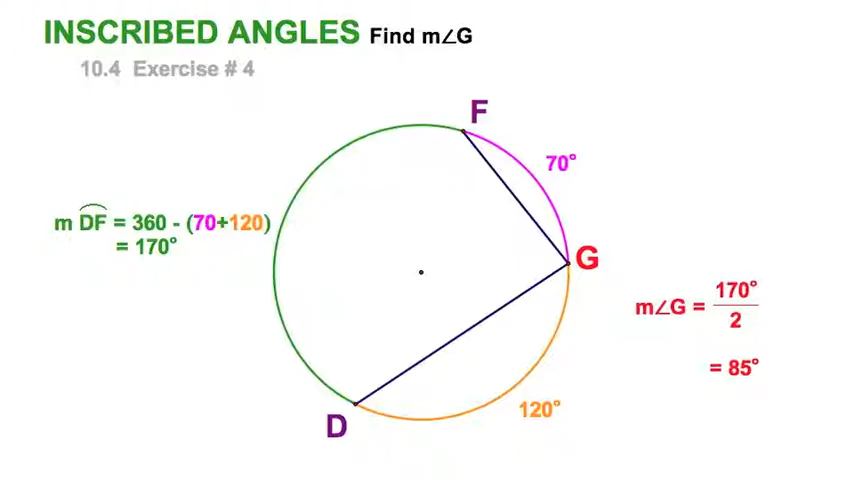 INSCRIBED ANGLES Find m∠G
10.4 Exercise # 4
F
70°
m DF = 360 - (70+120)
= 170°
G
m∠G = 170°
2
= 85°
120°
D